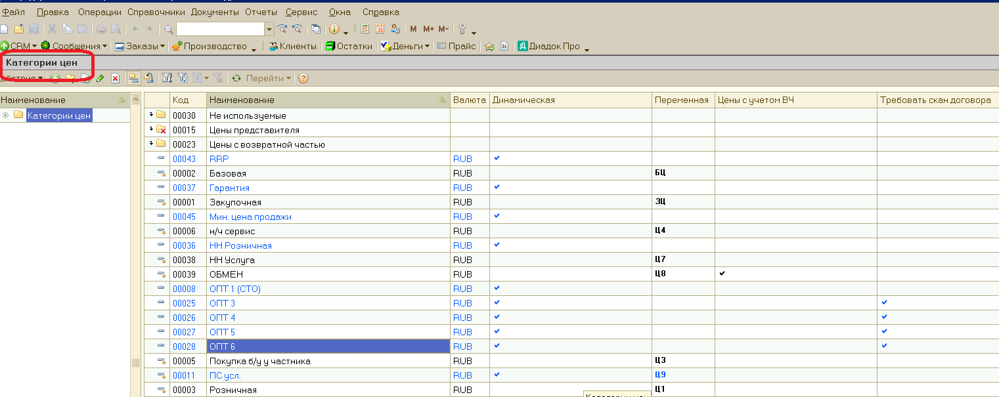 Файл Правка Операции Справочники Документы Отчеты Сервис Окна Справка
M M+ M-
CRM Сообщения Заказы Производство Клиенты Остатки Деньги Прайс Диадок Про
Категории цен
Перейти
Наименование Код Наименование Валюта Динамическая Переменная Цены с учетом ВЧ Требовать скан договора
Категории цен 00030 Не используемые
00015 Цены представителя
00023 Цены с возвратной частью
00043 RRP RUB
00002 Базовая RUB БЦ
00037 Гарантия RUB
00001 Закупочная RUB ЗЦ
00045 Мин. цена продажи RUB
00006 н/ч сервис RUB Ц4
00036 НН Розничная RUB
00038 НН Услуга RUB Ц7
00039 ОБМЕН RUB Ц8
00008 ОПТ 1 (СТО) RUB
00025 ОПТ 3 RUB
00026 ОПТ 4 RUB
00027 ОПТ 5 RUB
00028 ОПТ 6 RUB
00005 Покупка б/у у частника RUB Ц3
00011 ПС усл. RUB Ц9
00003 Розничная RUB Ц1